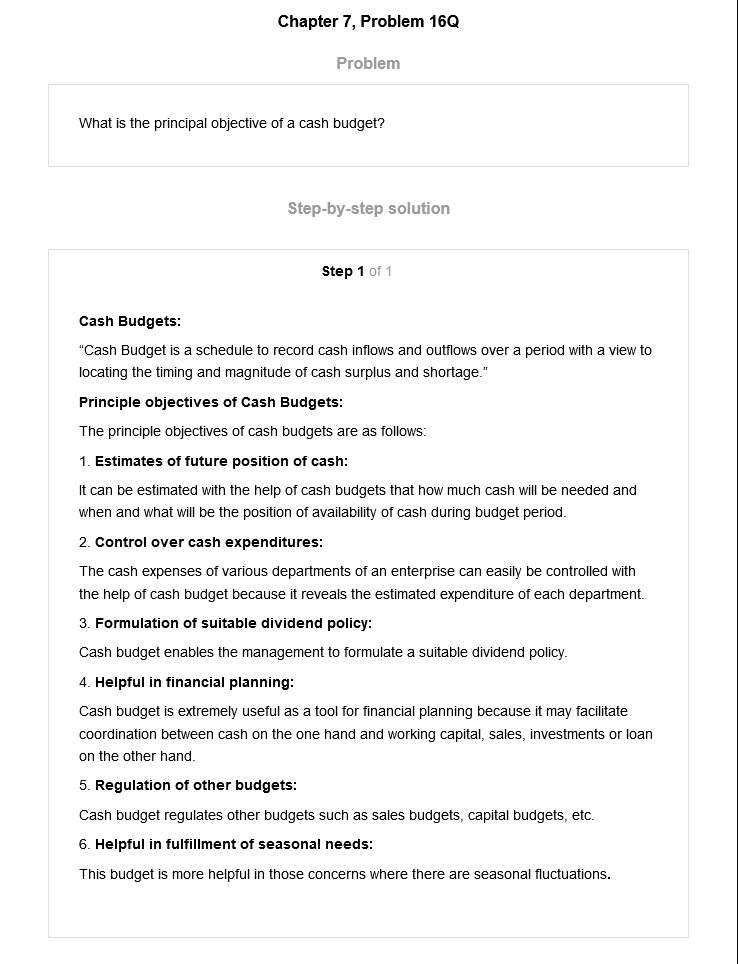 Chapter 7, Problem 16Q
Problem
What is the principal objective of a cash budget?
Step-by-step solution
Step 1 of 1
Cash Budgets:
“Cash Budget is a schedule to record cash inflows and outflows over a period with a view to
locating the timing and magnitude of cash surplus and shortage.”
Principle objectives of Cash Budgets:
The principle objectives of cash budgets are as follows:
1. Estimates of future position of cash:
It can be estimated with the help of cash budgets that how much cash will be needed and
when and what will be the position of availability of cash during budget period.
2. Control over cash expenditures:
The cash expenses of various departments of an enterprise can easily be controlled with
the help of cash budget because it reveals the estimated expenditure of each department.
3. Formulation of suitable dividend policy:
Cash budget enables the management to formulate a suitable dividend policy.
4. Helpful in financial planning:
Cash budget is extremely useful as a tool for financial planning because it may facilitate
coordination between cash on the one hand and working capital, sales, investments or loan
on the other hand.
5. Regulation of other budgets:
Cash budget regulates other budgets such as sales budgets, capital budgets, etc.
6. Helpful in fulfillment of seasonal needs:
This budget is more helpful in those concerns where there are seasonal fluctuations.